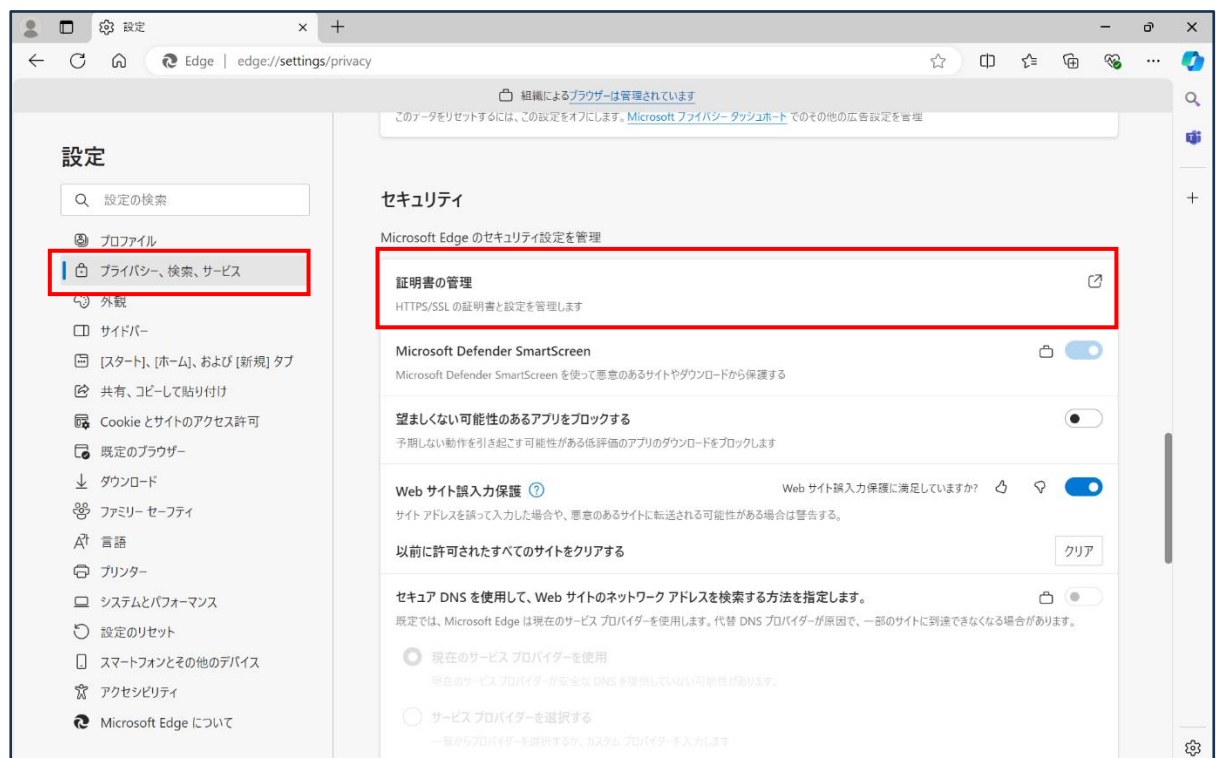 設定
Edge | edge://settings/privacy
組織によるブラウザーは管理されています
このデータをリセットするには、この設定をオフにします。Microsoft プライバシー ダッシュボード でのその他の広告設定を管理
設定
設定の検索
プロファイル
プライバシー、検索、サービス
外観
サイドバー
[スタート]、[ホーム]、および [新規] タブ
共有、コピーして貼り付け
Cookie とサイトのアクセス許可
既定のブラウザー
ダウンロード
ファミリー セーフティ
言語
プリンター
システムとパフォーマンス
設定のリセット
スマートフォンとその他のデバイス
アクセシビリティ
Microsoft Edge について
セキュリティ
Microsoft Edge のセキュリティ設定を管理
証明書の管理
HTTPS/SSL の証明書と設定を管理します
Microsoft Defender SmartScreen
Microsoft Defender SmartScreen を使って悪意のあるサイトやダウンロードから保護する
望ましくない可能性のあるアプリをブロックする
予期しない動作を引き起こす可能性がある低評価のアプリのダウンロードをブロックします
Web サイト誤入力保護 Web サイト誤入力保護に満足していますか?
サイト アドレスを誤って入力した場合や、悪意のあるサイトに転送される可能性がある場合は警告する。
以前に許可されたすべてのサイトをクリアする クリア
セキュア DNS を使用して、Web サイトのネットワーク アドレスを検索する方法を指定します。
既定では、Microsoft Edge は現在のサービス プロバイダーを使用します。代替 DNS プロバイダーが原因で、一部のサイトに到達できなくなる場合があります。
現在のサービス プロバイダーを使用
現在のサービス プロバイダーが安全な DNS を提供していない可能性があります。
サービス プロバイダーを選択する
一覧からプロバイダーを選択するか、カスタム プロバイダーを入力します